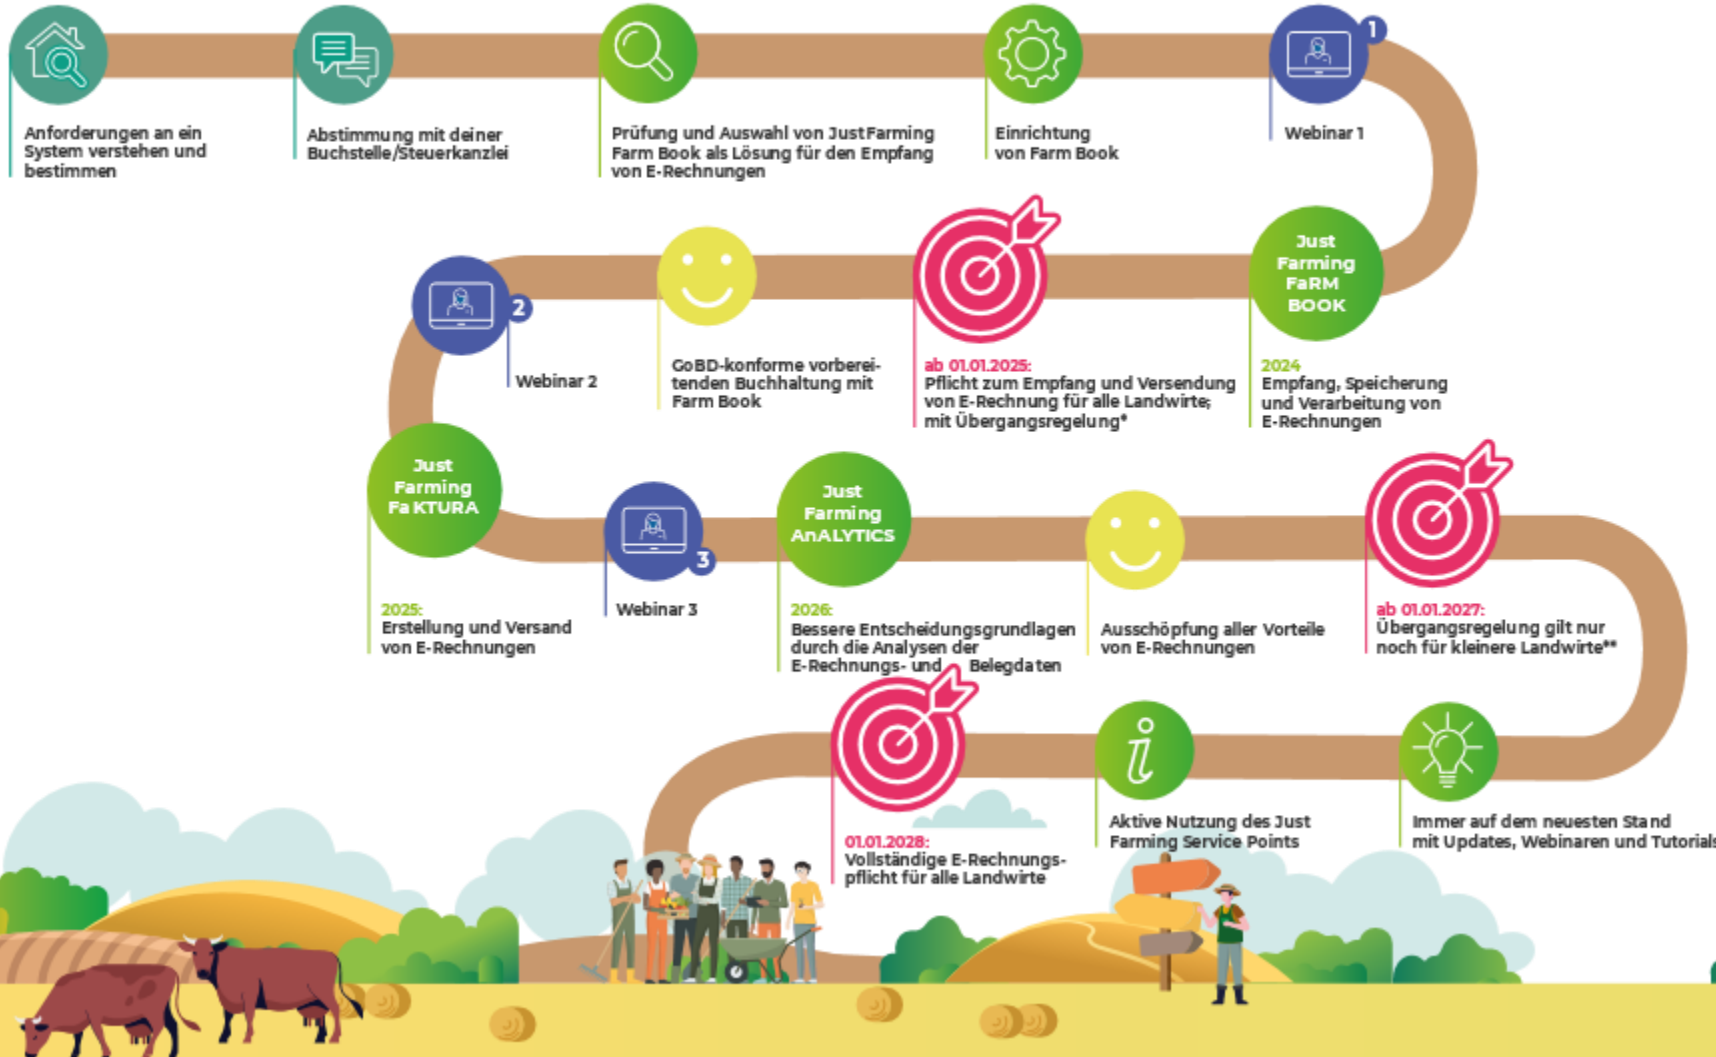 Anforderungen an ein
System verstehen und
bestimmen
Abstimmung mit deiner
Buchstelle/Steuerkanzlei
Prüfung und Auswahl von JustFarming
Farm Book als Lösung für den Empfang
von E-Rechnungen
Einrichtung
von Farm Book
1
Webinar 1
Just
Farming
FaRM
BOOK
2024
Empfang, Speicherung
und Verarbeitung von
E-Rechnungen
ab 01.01.2025:
Pflicht zum Empfang und Versendung
von E-Rechnung für alle Landwirte;
mit Übergangsregelung*
GoBD-konforme vorberei-
tenden Buchhaltung mit
Farm Book
2
Webinar 2
Just
Farming
FaKTURA
2025:
Erstellung und Versand
von E-Rechnungen
3
Webinar 3
Just
Farming
AnALYTICS
2026:
Bessere Entscheidungsgrundlagen
durch die Analysen der
E-Rechnungs- und Belegdaten
Ausschöpfung aller Vorteile
von E-Rechnungen
ab 01.01.2027:
Übergangsregelung gilt nur
noch für kleinere Landwirte**
Immer auf dem neuesten Stand
mit Updates, Webinaren und Tutorials
i
Aktive Nutzung des Just
Farming Service Points
01.01.2028:
Vollständige E-Rechnungs-
pflicht für alle Landwirte